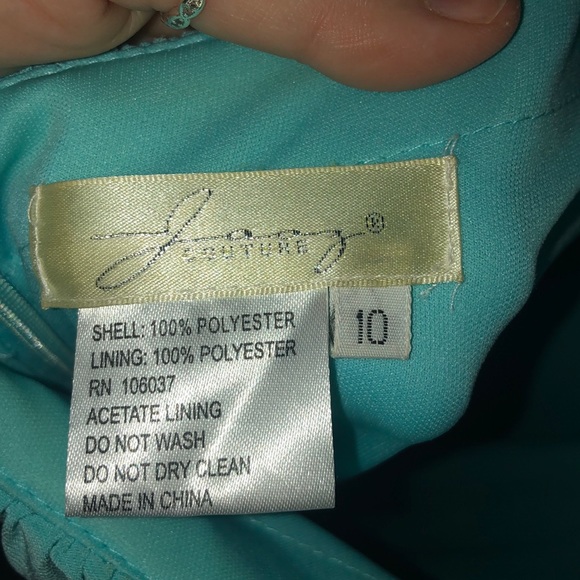 Jaaz®
COUTURE
10
SHELL: 100% POLYESTER
LINING: 100% POLYESTER
RN 106037
ACETATE LINING
DO NOT WASH
DO NOT DRY CLEAN
MADE IN CHINA